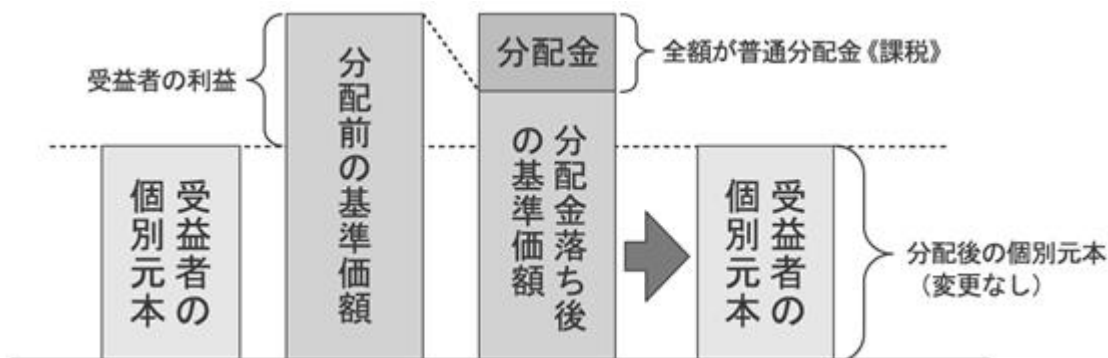 受益者の利益
受益者の
個別元本
分配前の基準価額
分配金
全額が普通分配金《課税》
分配金落ち後
の基準価額
受益者の
個別元本
分配後の個別元本
（変更なし）